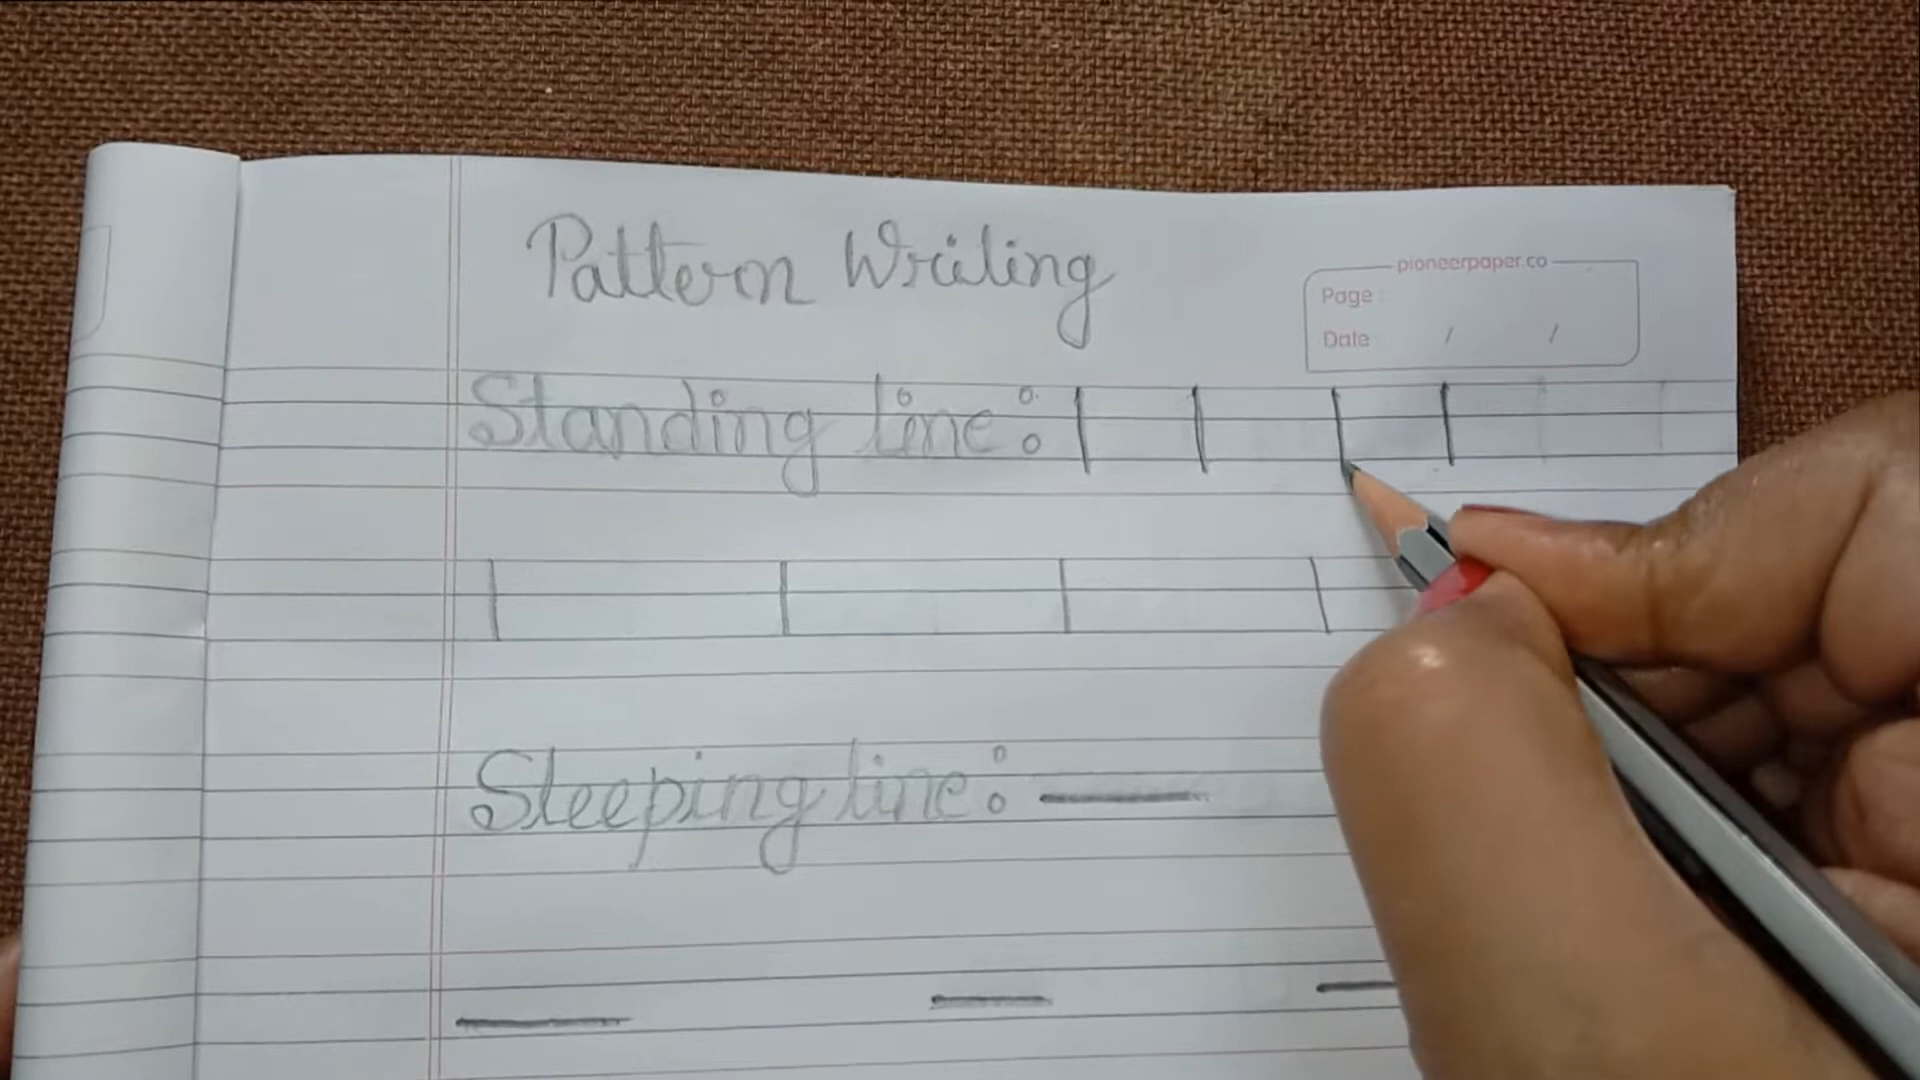 Pattern Writing
pioneerpaper.co
Page :
Date : / /
Standing line :
Sleeping line :